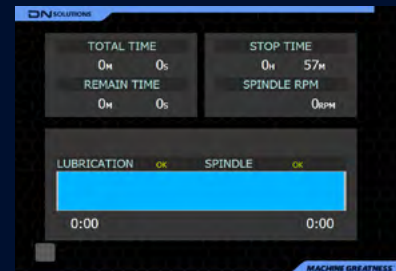 DN SOLUTIONS
TOTAL TIME
0M 0S
REMAIN TIME
0M 0S
STOP TIME
0H 57M
SPINDLE RPM
0RPM
LUBRICATION OK SPINDLE OK
0:00 0:00
MACHINE GREATNESS